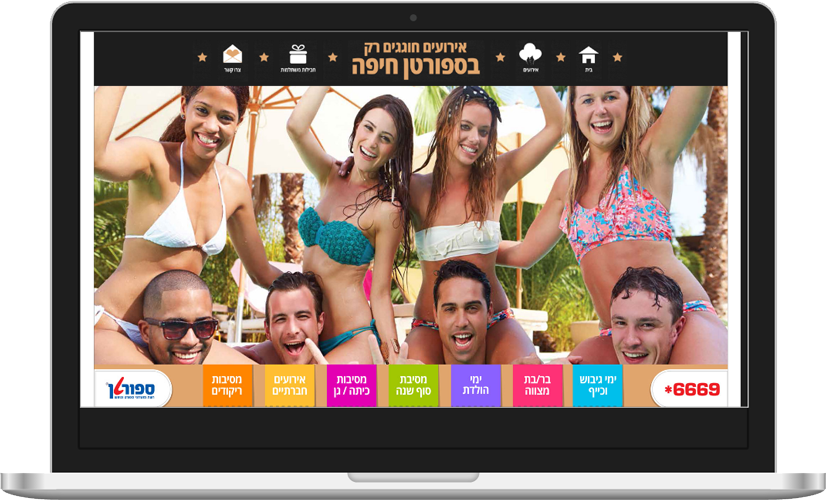 אירועים חוגגים רק
בספורטן חיפה
בית
אירועים
חבילות משתלמות
צרו קשר
ימי גיבוש
וכייף
בר/בת
מצווה
ימי
הולדת
מסיבת
סוף שנה
מסיבות
כיתה / גן
אירועים
חברתיים
מסיבות
ריקודים
*6669
ספורטן